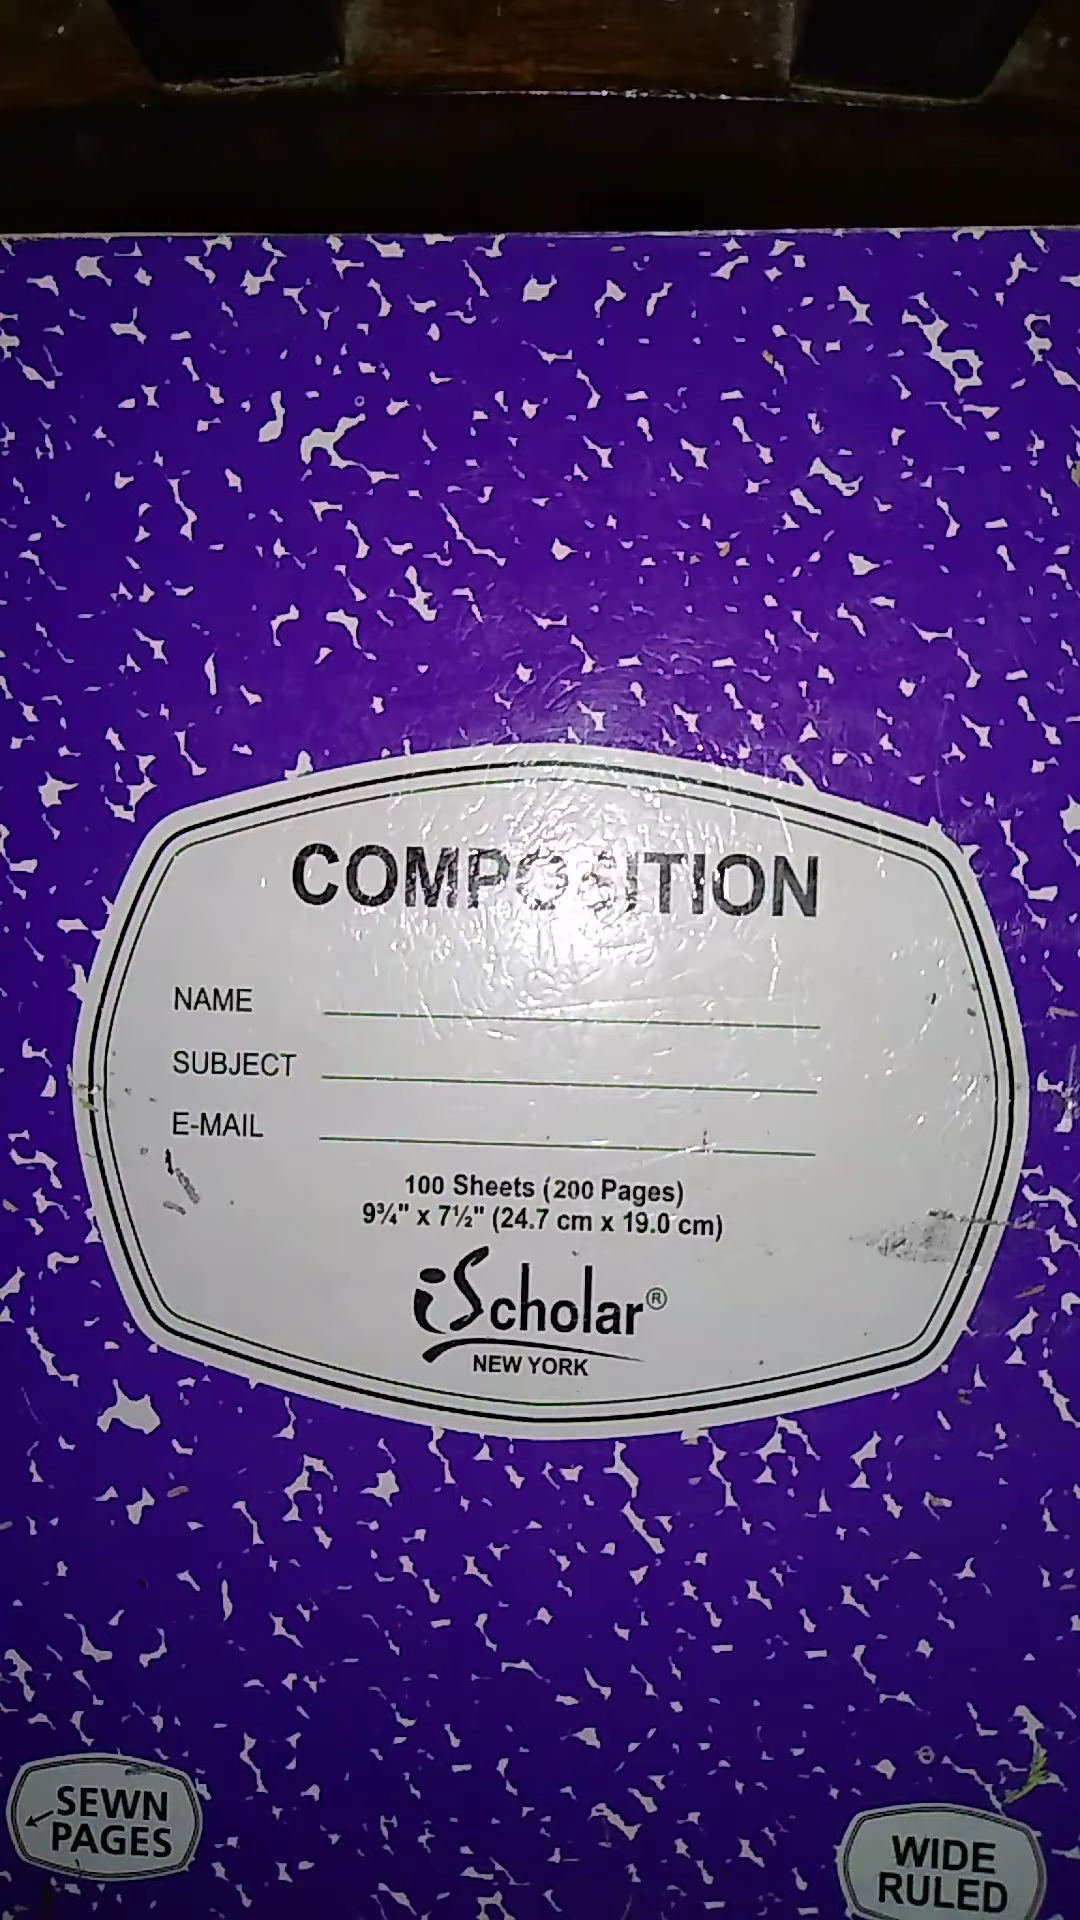 COMPOSITION
NAME
SUBJECT
E-MAIL
100 Sheets (200 Pages)
9¾" x 7½" (24.7 cm x 19.0 cm)
iScholar®
NEW YORK
SEWN
PAGES
WIDE
RULED